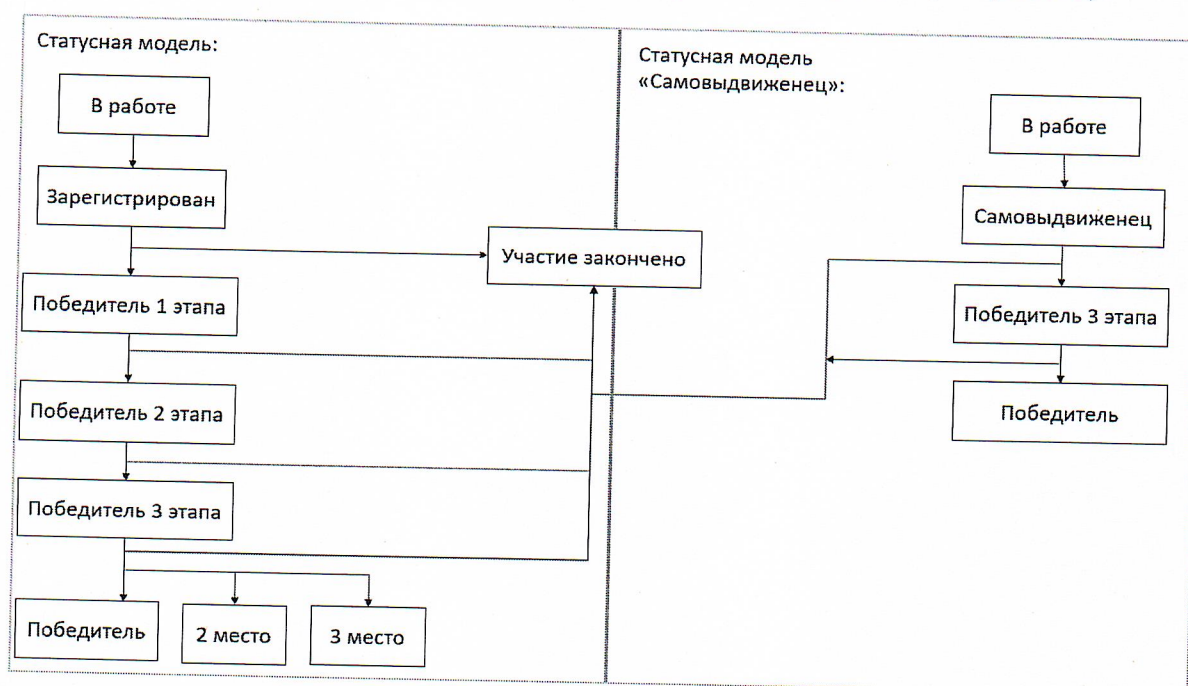 Статусная модель:
В работе
Зарегистрирован
Участие закончено
Победитель 1 этапа
Победитель 2 этапа
Победитель 3 этапа
Победитель
2 место
3 место
Статусная модель
«Самовыдвиженец»:
В работе
Самовыдвиженец
Победитель 3 этапа
Победитель